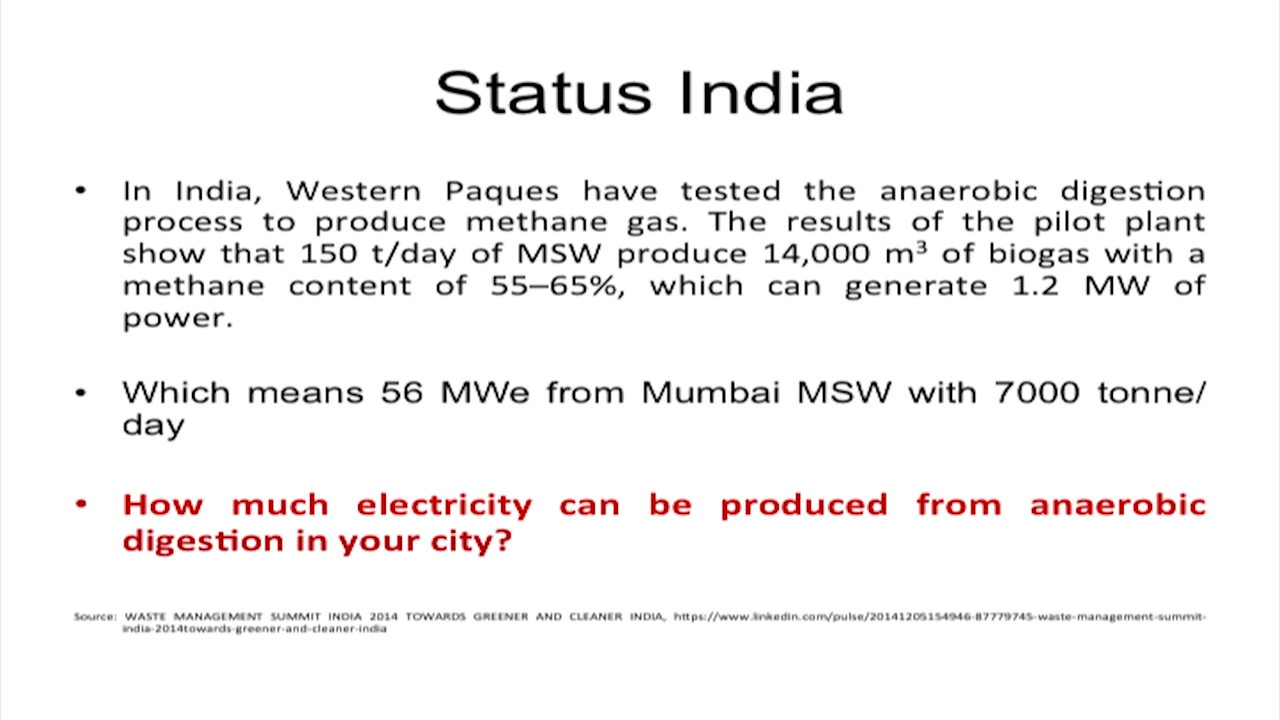 Status India
• In India, Western Paques have tested the anaerobic digestion
process to produce methane gas. The results of the pilot plant
show that 150 t/day of MSW produce 14,000 m³ of biogas with a
methane content of 55–65%, which can generate 1.2 MW of
power.
• Which means 56 MWe from Mumbai MSW with 7000 tonne/
day
• How much electricity can be produced from anaerobic
digestion in your city?
Source: WASTE MANAGEMENT SUMMIT INDIA 2014 TOWARDS GREENER AND CLEANER INDIA, https://www.linkedin.com/pulse/20141205154946-87779745-waste-management-summit-
india-2014towards-greener-and-cleaner-india